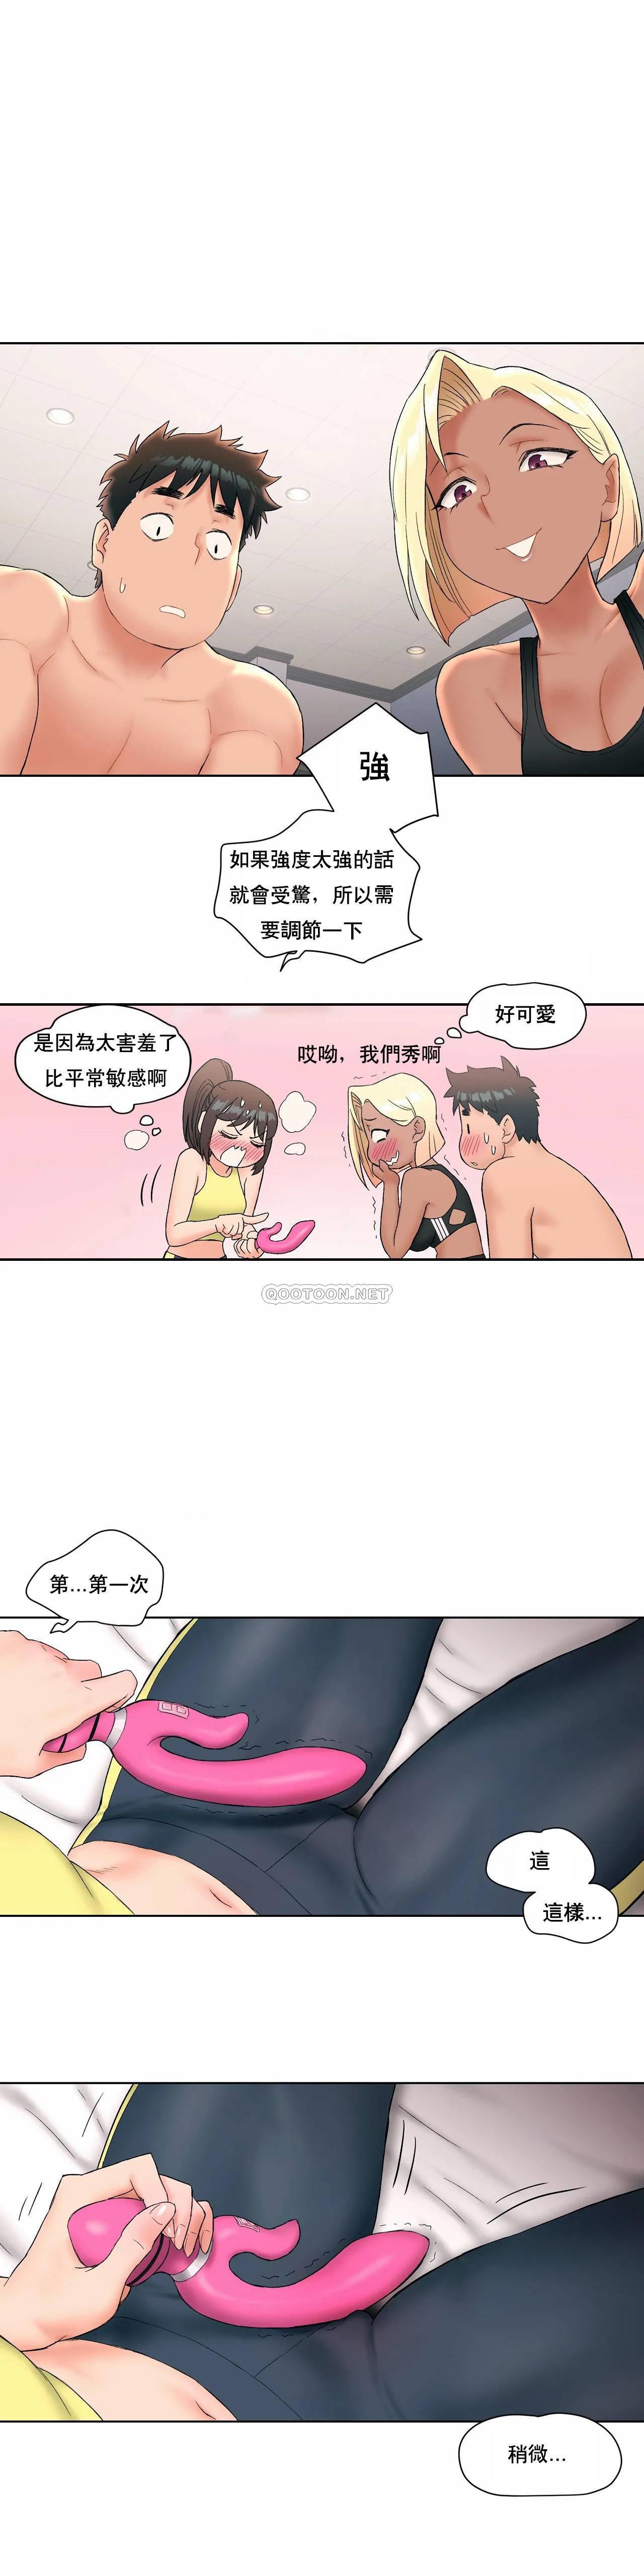 強
如果強度太強的話
就會受驚，所以需
要調節一下
是因為太害羞了
比平常敏感啊
哎呦，我們秀啊
好可愛
QOOTOON.NET
第...第一次
這
這樣...
稍微...